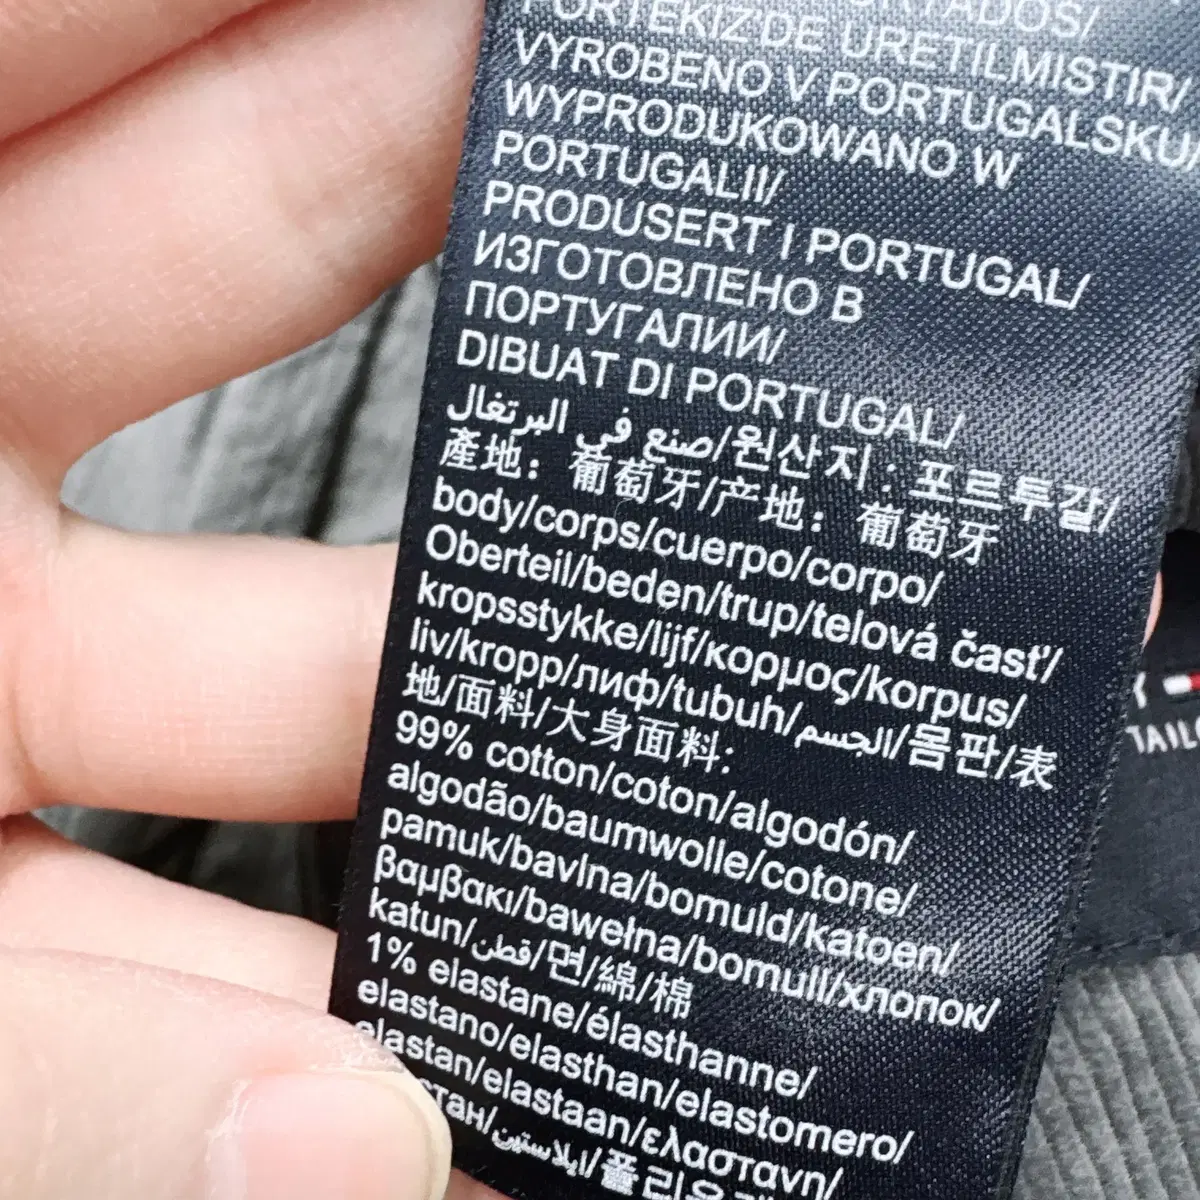 PORTEKIZ'DE URETILMISTIR/
VYROBENO V PORTUGALSKU/
WYPRODUKOWANO W
PORTUGALII/
PRODUSERT I PORTUGAL/
ИЗГОТОВЛЕНО В
ПОРТУГАЛИИ/
DIBUAT DI PORTUGAL/
صنع في البرتغال/원산지 : 포르투갈/
產地：葡萄牙/产地：葡萄牙
body/corps/cuerpo/corpo/
Oberteil/beden/trup/telová časť/
kropsstykke/lijf/κορμος/korpus/
liv/kropp/лиф/tubuh/الجسم/몸판/表
地/面料/大身面料:
99% cotton/coton/algodón/
algodão/baumwolle/cotone/
pamuk/bavlna/bomuld/katoen/
βαμβακι/bawełna/bomull/хлопок/
katun/قطن/면/綿/棉
1% elastane/élasthanne/
elastano/elasthan/elastomero/
elastan/elastaan/ελαστανη/
ايلاستين/